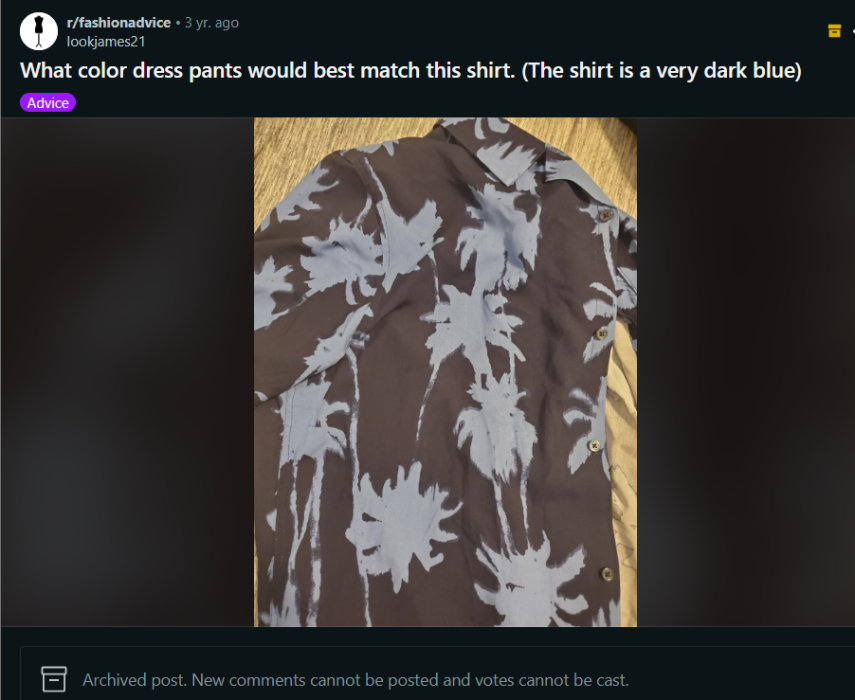 r/fashionadvice • 3 yr. ago
lookjames21
What color dress pants would best match this shirt. (The shirt is a very dark blue)
Advice
Archived post. New comments cannot be posted and votes cannot be cast.